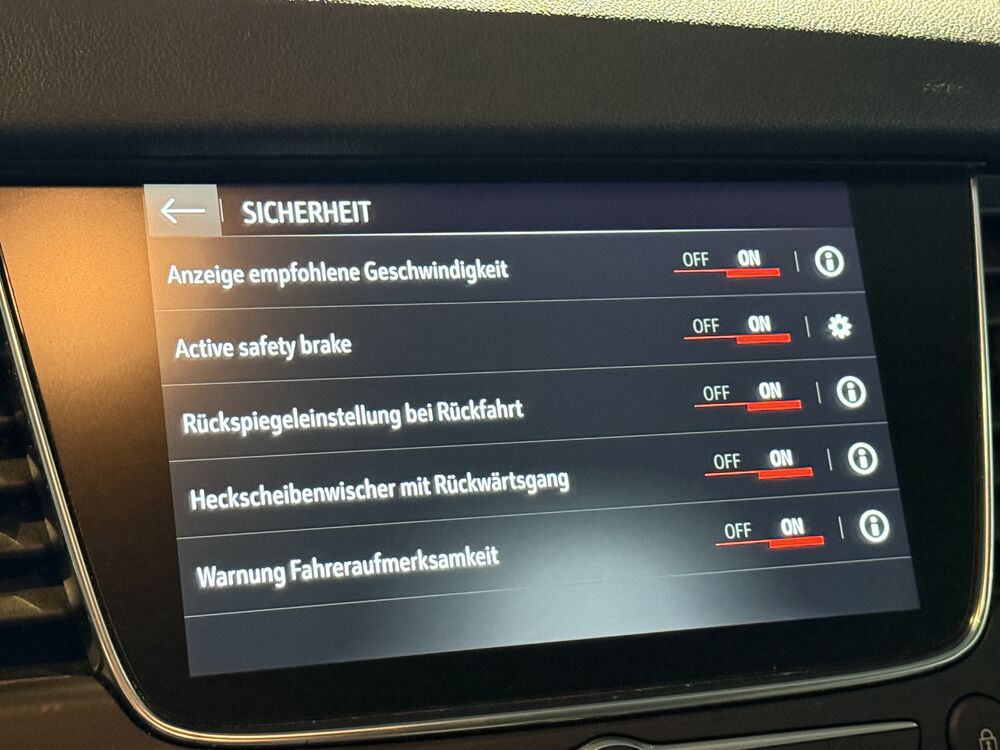 SICHERHEIT
Anzeige empfohlene Geschwindigkeit OFF ON
Active safety brake OFF ON
Rückspiegeleinstellung bei Rückfahrt OFF ON
Heckscheibenwischer mit Rückwärtsgang OFF ON
Warnung Fahreraufmerksamkeit OFF ON